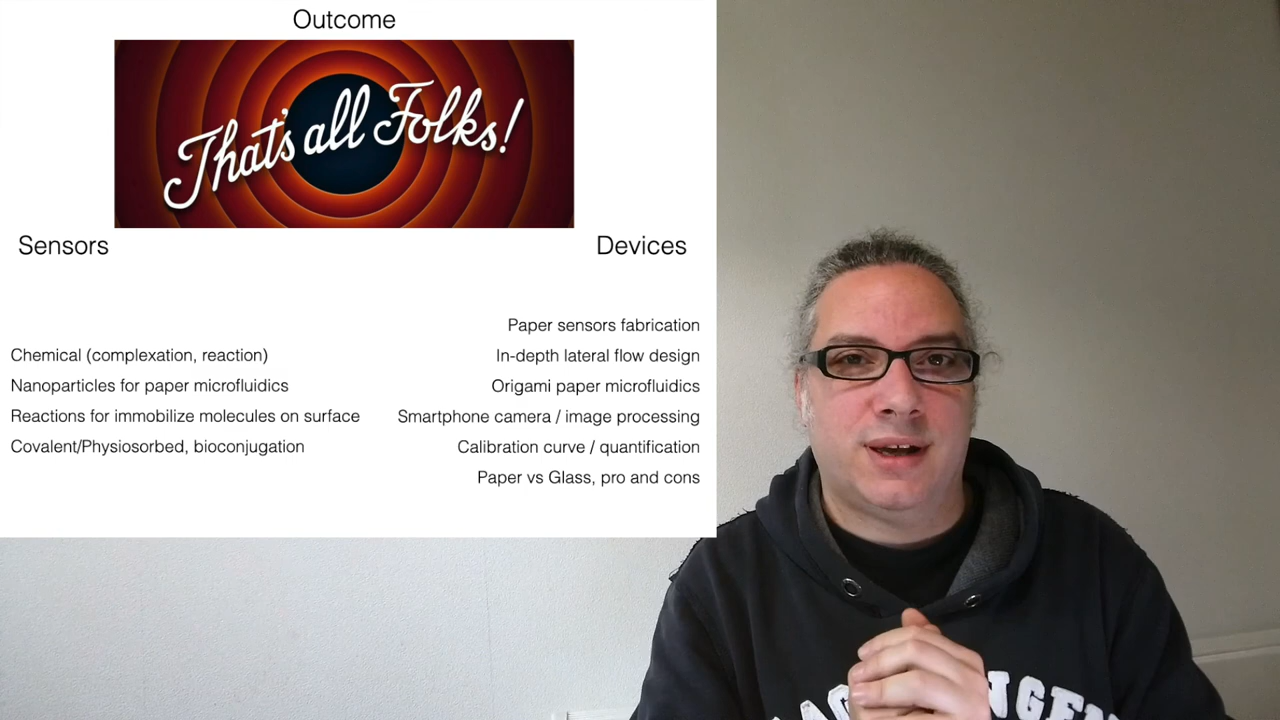 Outcome
That's all Folks!
Sensors
Devices
Chemical (complexation, reaction)
Nanoparticles for paper microfluidics
Reactions for immobilize molecules on surface
Covalent/Physiosorbed, bioconjugation
Paper sensors fabrication
In-depth lateral flow design
Origami paper microfluidics
Smartphone camera / image processing
Calibration curve / quantification
Paper vs Glass, pro and cons